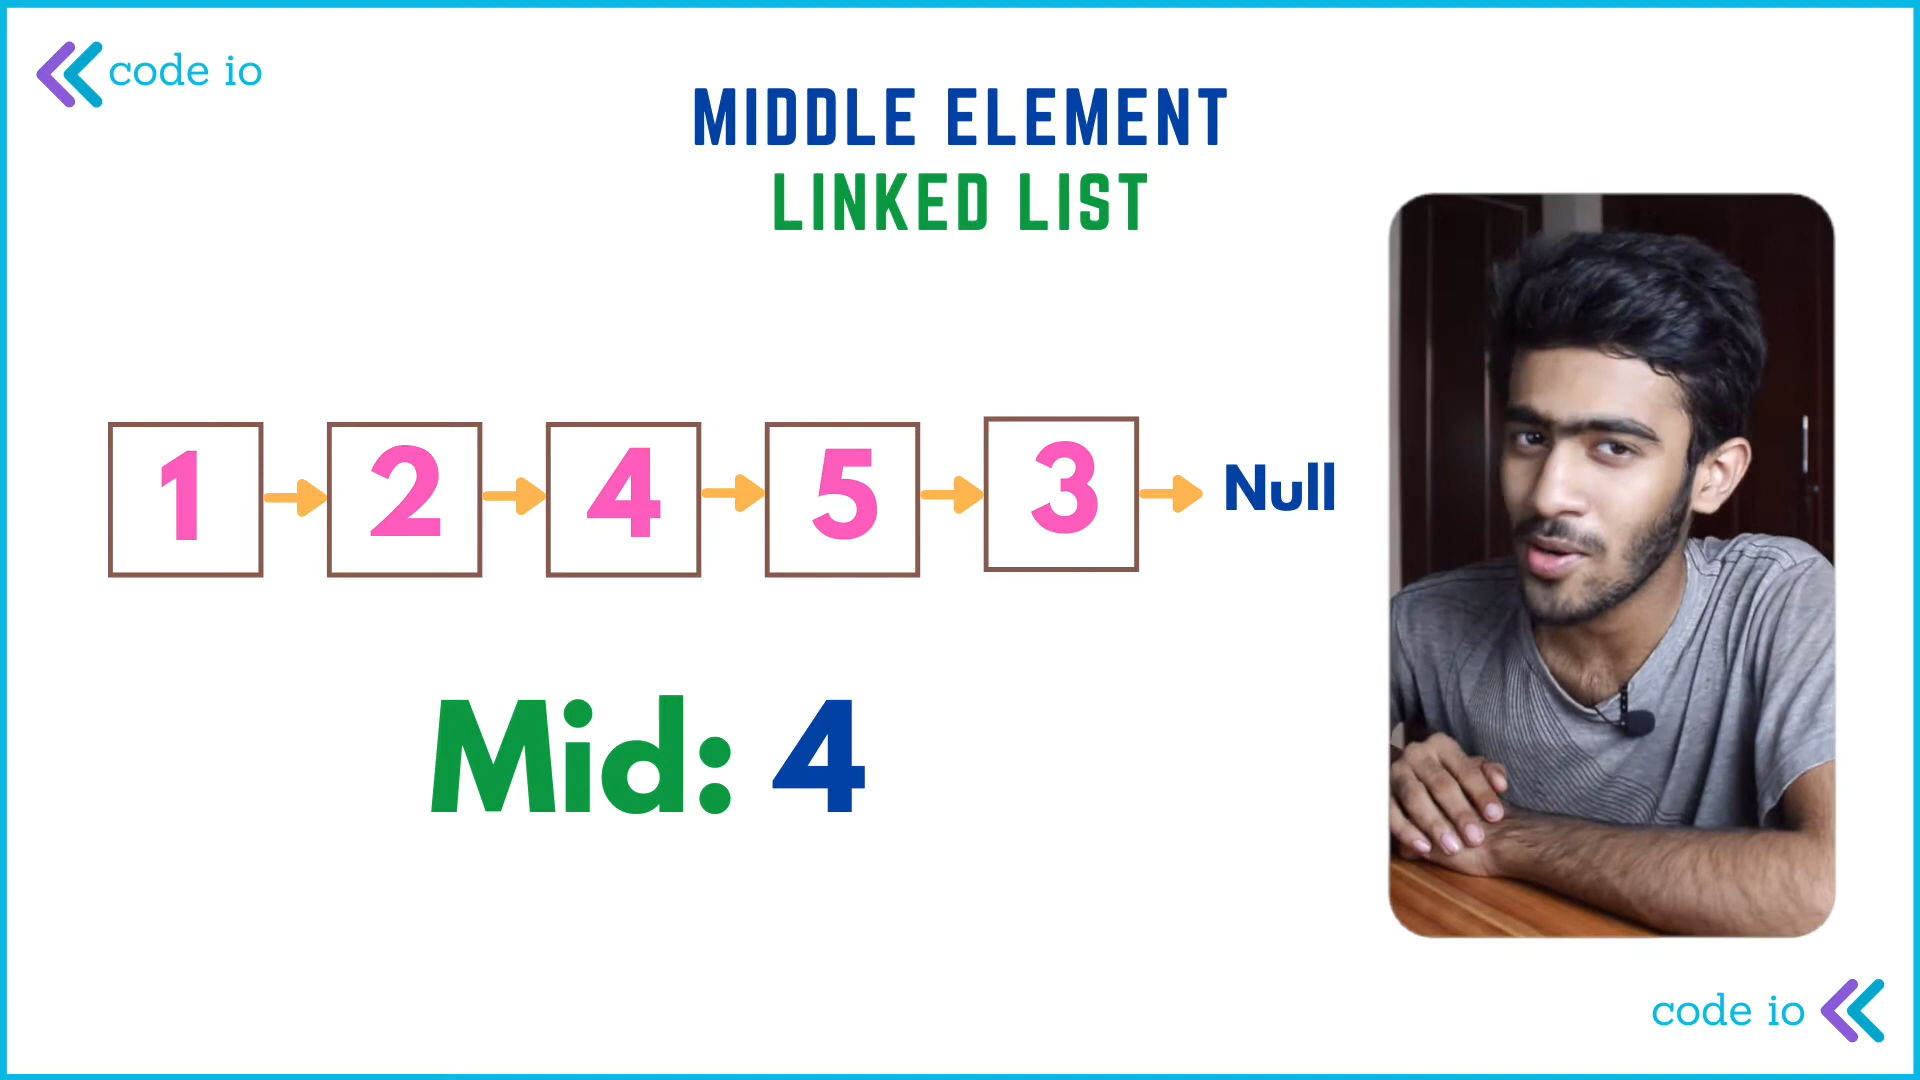 code io
MIDDLE ELEMENT
LINKED LIST
1 2 4 5 3 Null
Mid: 4
code io